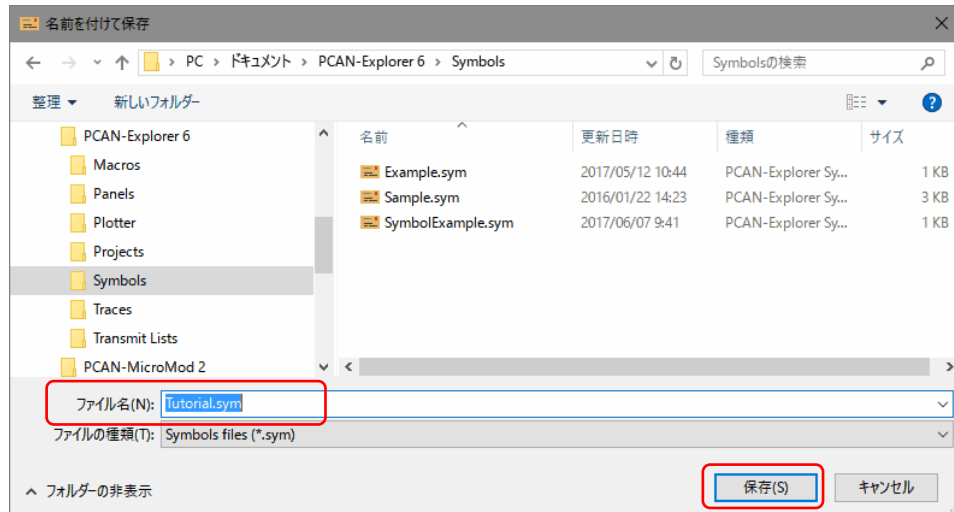 名前を付けて保存
PC › ドキュメント › PCAN-Explorer 6 › Symbols
Symbolsの検索
整理 新しいフォルダー
PCAN-Explorer 6
Macros
Panels
Plotter
Projects
Symbols
Traces
Transmit Lists
PCAN-MicroMod 2
名前 更新日時 種類 サイズ
Example.sym 2017/05/12 10:44 PCAN-Explorer Sy... 1 KB
Sample.sym 2016/01/22 14:23 PCAN-Explorer Sy... 3 KB
SymbolExample.sym 2017/06/07 9:41 PCAN-Explorer Sy... 1 KB
ファイル名(N): Tutorial.sym
ファイルの種類(T): Symbols files (*.sym)
フォルダーの非表示 保存(S) キャンセル